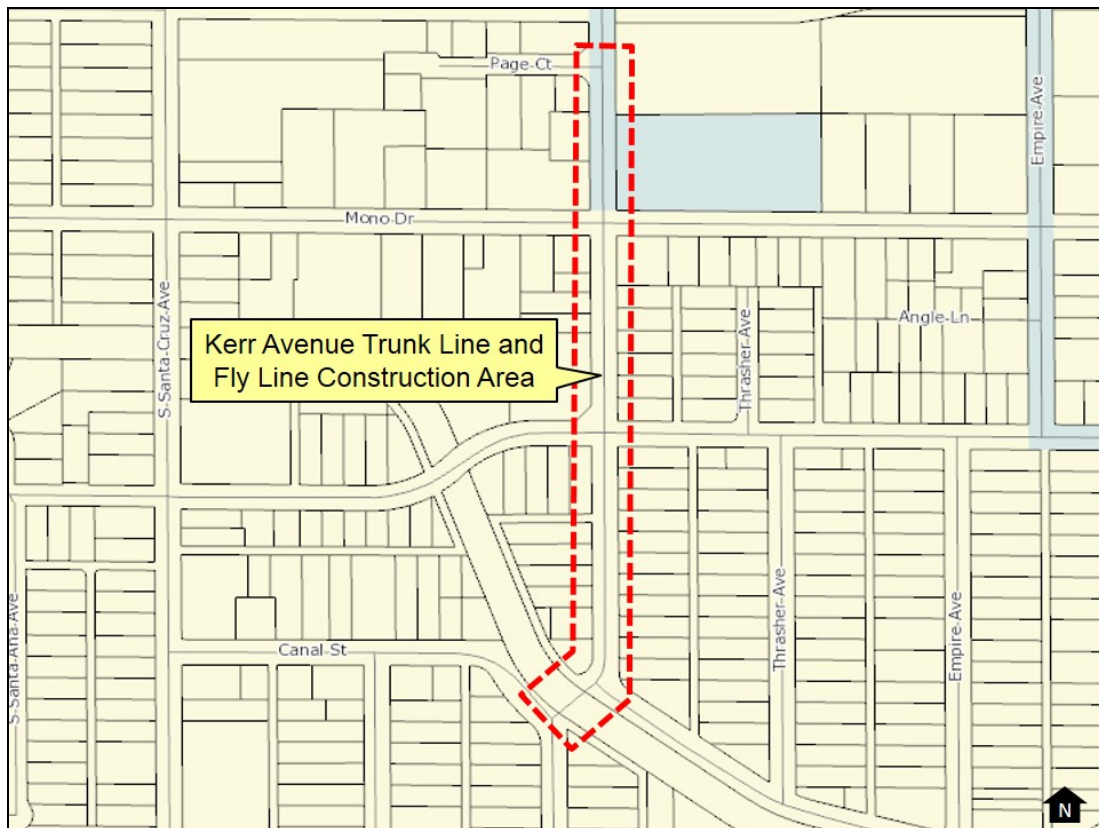 Page Ct
Empire Ave
Mono Dr
S Santa Cruz Ave
Angle Ln
Kerr Avenue Trunk Line and
Fly Line Construction Area
Thrasher Ave
S Santa Ana Ave
Canal St
Thrasher Ave
Empire Ave
N